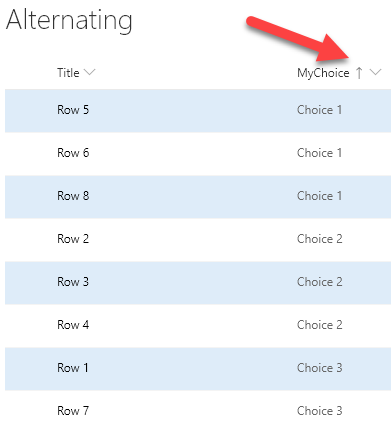 Alternating
Title MyChoice ↑
Row 5 Choice 1
Row 6 Choice 1
Row 8 Choice 1
Row 2 Choice 2
Row 3 Choice 2
Row 4 Choice 2
Row 1 Choice 3
Row 7 Choice 3